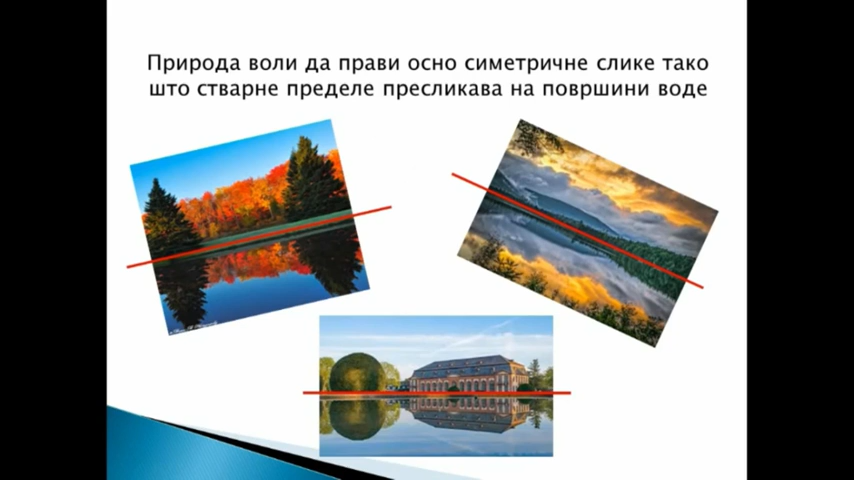 Природа воли да прави осно симетричне слике тако
што стварне пределе пресликава на површини воде